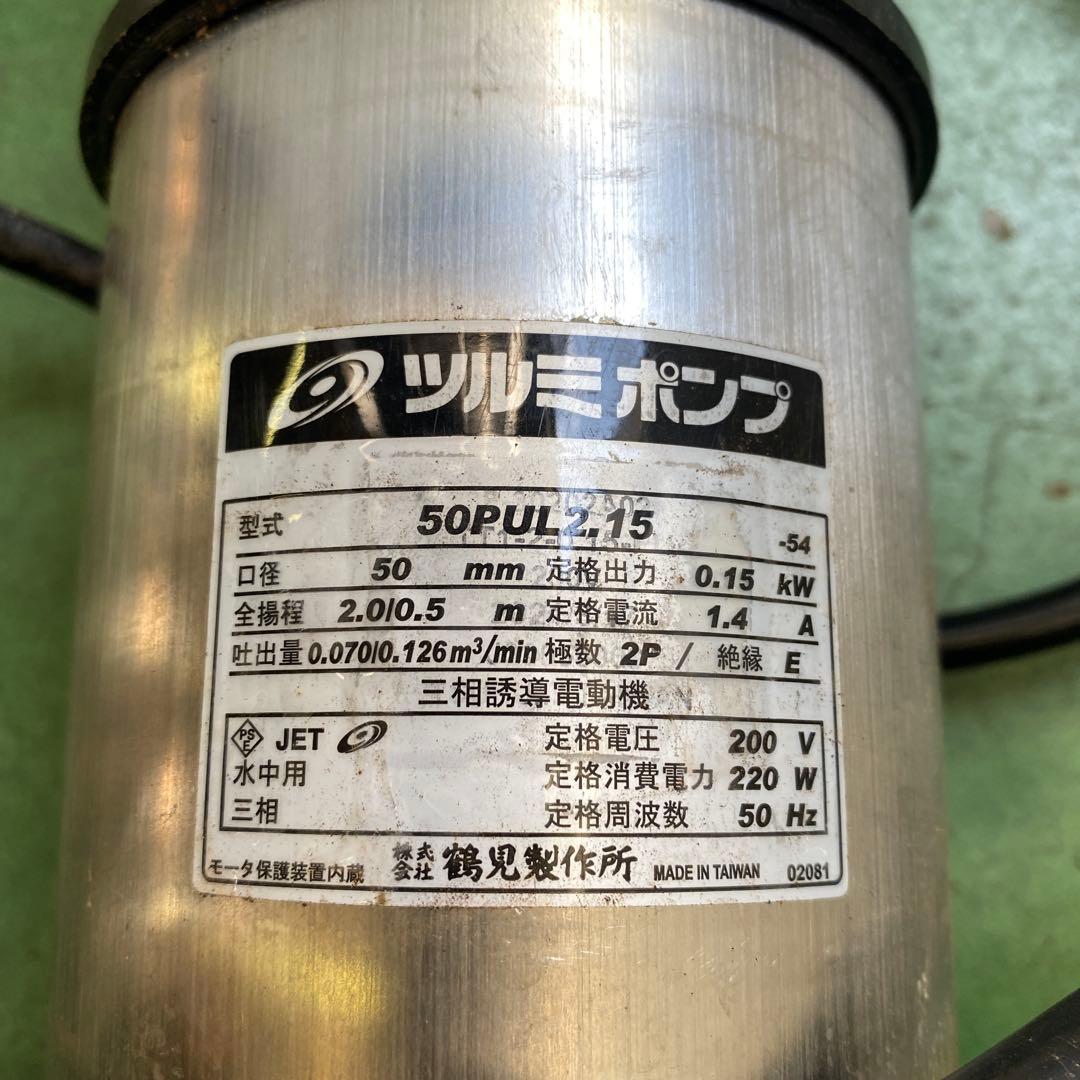 ツルミポンプ
型式 50PUL2.15 -54
口径 50 mm 定格出力 0.15 kW
全揚程 2.0/0.5 m 定格電流 1.4 A
吐出量 0.070/0.126 m³/min 極数 2P / 絶縁 E
三相誘導電動機
PSE JET 定格電圧 200 V
水中用 定格消費電力 220 W
三相 定格周波数 50 Hz
モータ保護装置内蔵 株式会社 鶴見製作所 MADE IN TAIWAN 02081